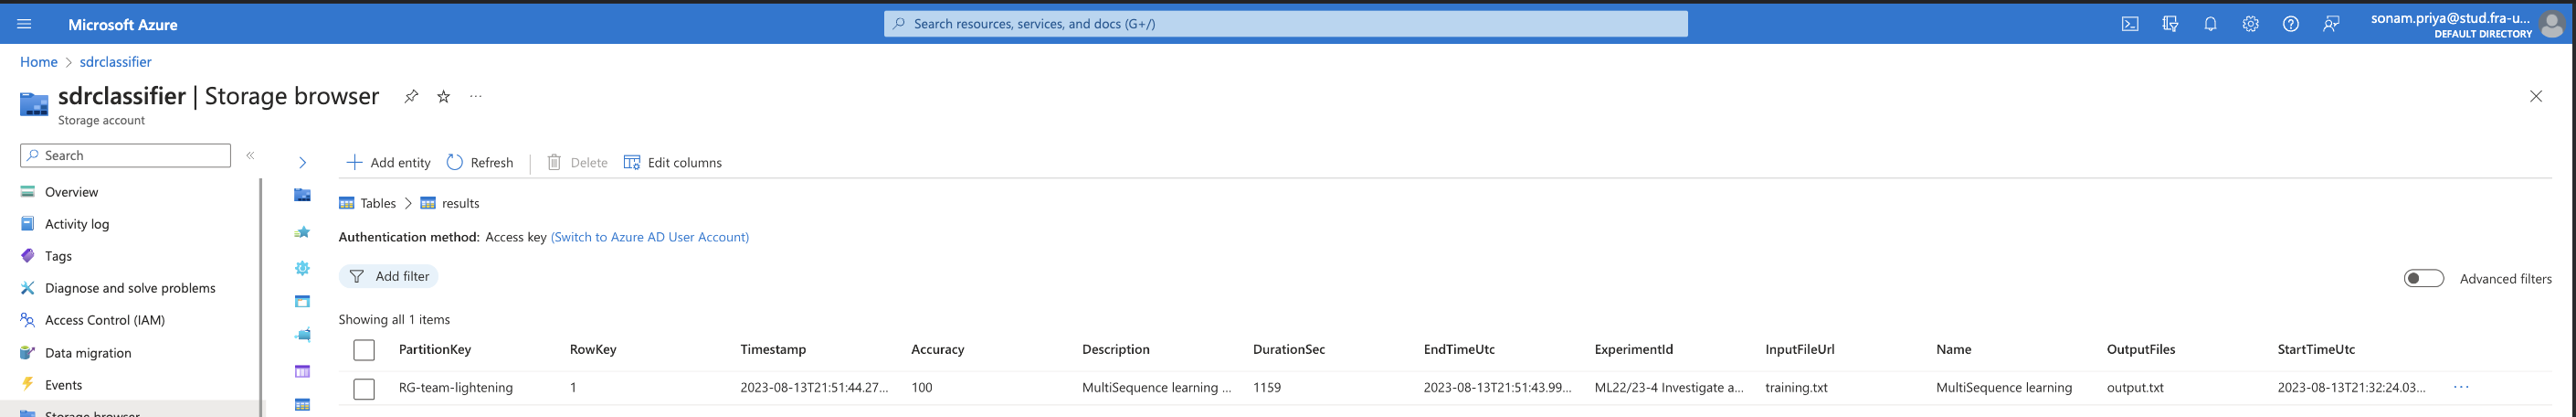 Microsoft Azure
Search resources, services, and docs (G+/)
sonam.priya@stud.fra-u...
DEFAULT DIRECTORY
Home > sdrclassifier
sdrclassifier | Storage browser
...
Storage account
Search
«
Overview
Activity log
Tags
Diagnose and solve problems
Access Control (IAM)
Data migration
Events
Storage browser
Add entity Refresh Delete Edit columns
Tables > results
Authentication method: Access key (Switch to Azure AD User Account)
Add filter
Advanced filters
Showing all 1 items
PartitionKey RowKey Timestamp Accuracy Description DurationSec EndTimeUtc ExperimentId InputFileUrl Name OutputFiles StartTimeUtc
RG-team-lightening 1 2023-08-13T21:51:44.27... 100 MultiSequence learning ... 1159 2023-08-13T21:51:43.99... ML22/23-4 Investigate a... training.txt MultiSequence learning output.txt 2023-08-13T21:32:24.03... ...